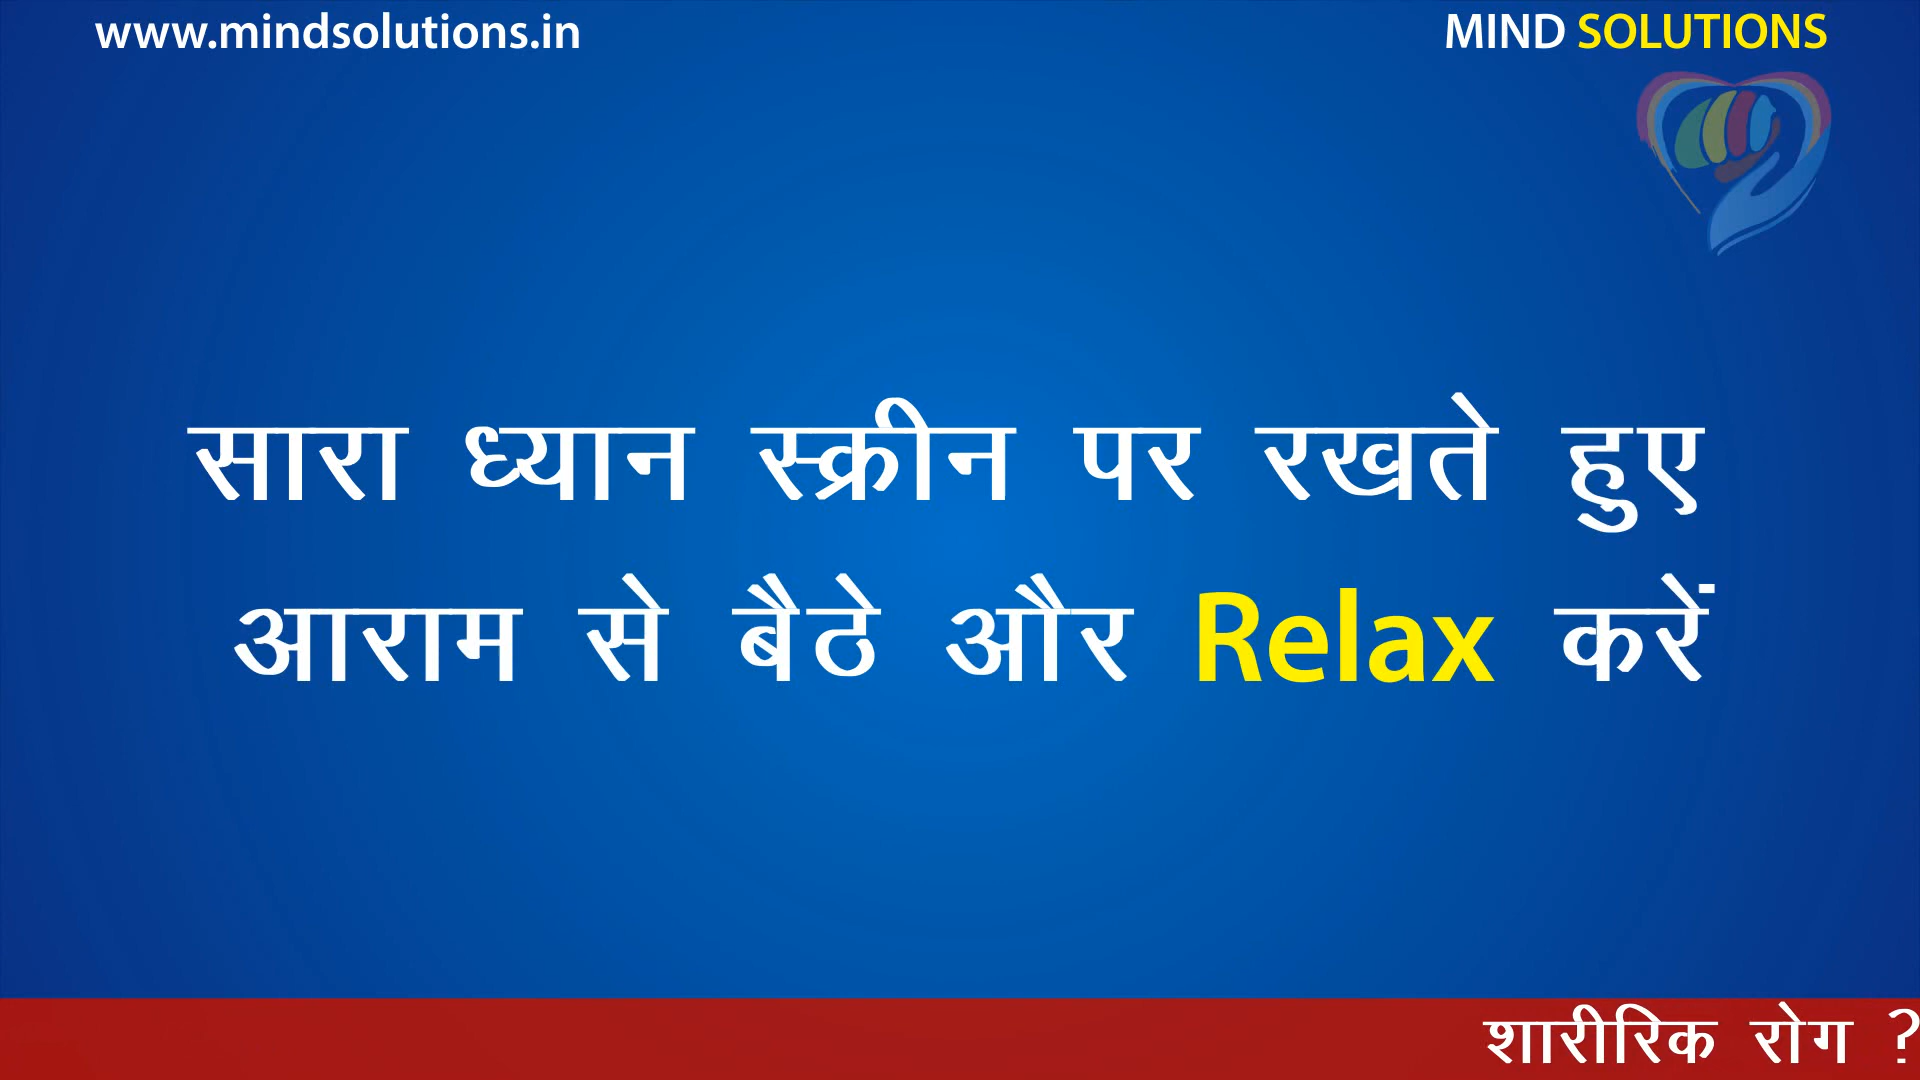 www.mindsolutions.in
MIND SOLUTIONS
सारा ध्यान स्क्रीन पर रखते हुए
आराम से बैठे और Relax करें
शारीरिक रोग ?